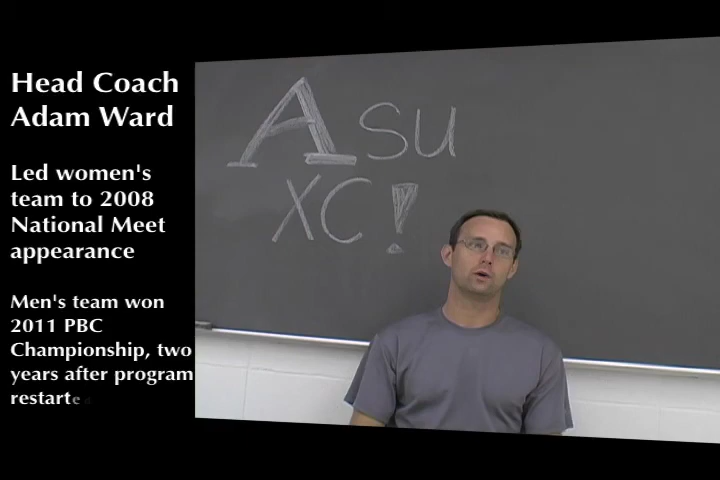 Head Coach
Adam Ward
Led women's
team to 2008
National Meet
appearance
Men's team won
2011 PBC
Championship, two
years after program
restarte
ASU
XC!